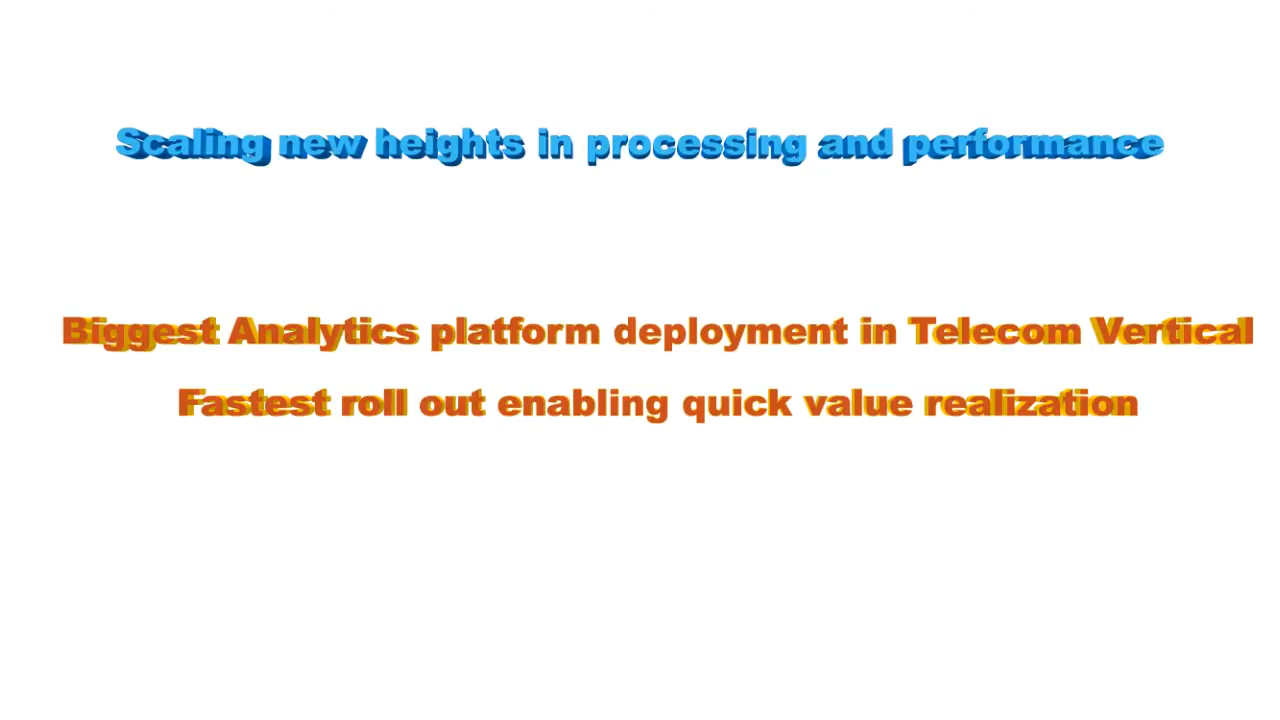 Scaling new heights in processing and performance
Biggest Analytics platform deployment in Telecom Vertical
Fastest roll out enabling quick value realization